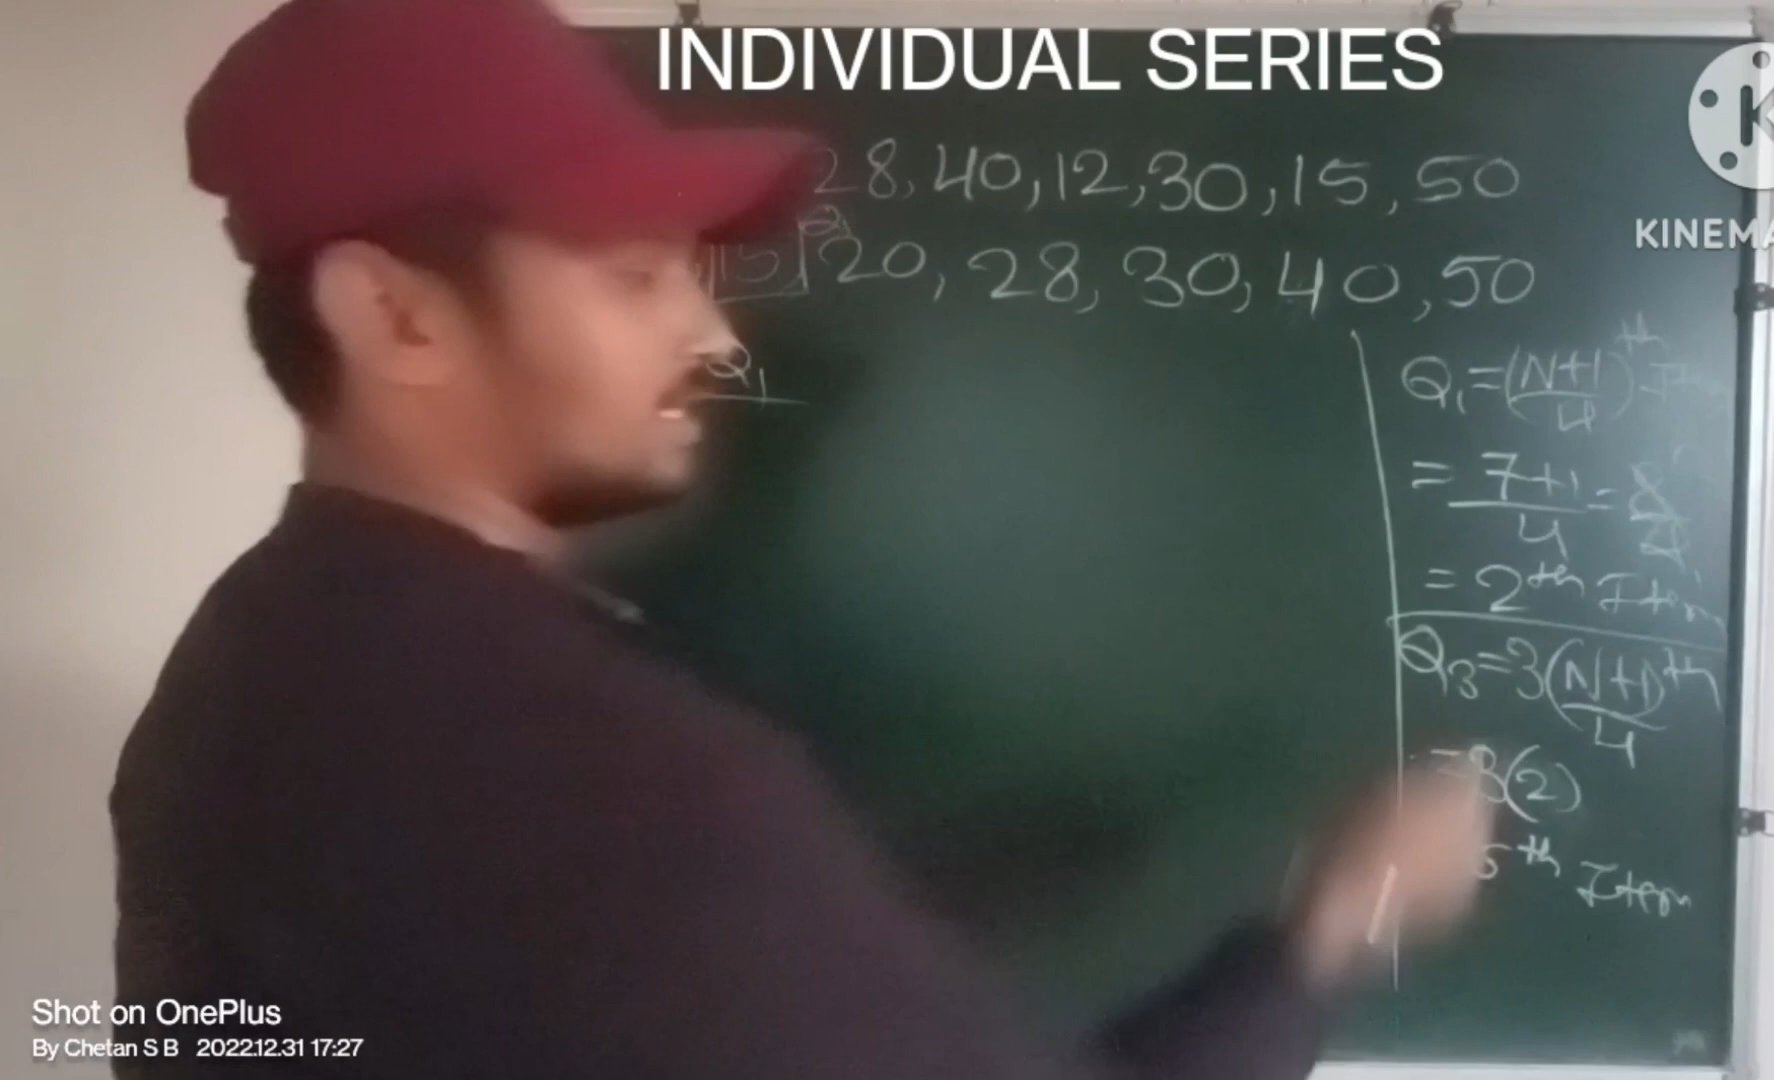 INDIVIDUAL SERIES
28, 40, 12, 30, 15, 50
15 20, 28, 30, 40, 50
Q1
Q1 = (N+1/4)th
= 7+1/4 = 8/4
= 2th Item
Q3 = 3(N+1/4)th
= 3(2)
th Item
KINEMA
Shot on OnePlus
By Chetan S B 2022.12.31 17:27